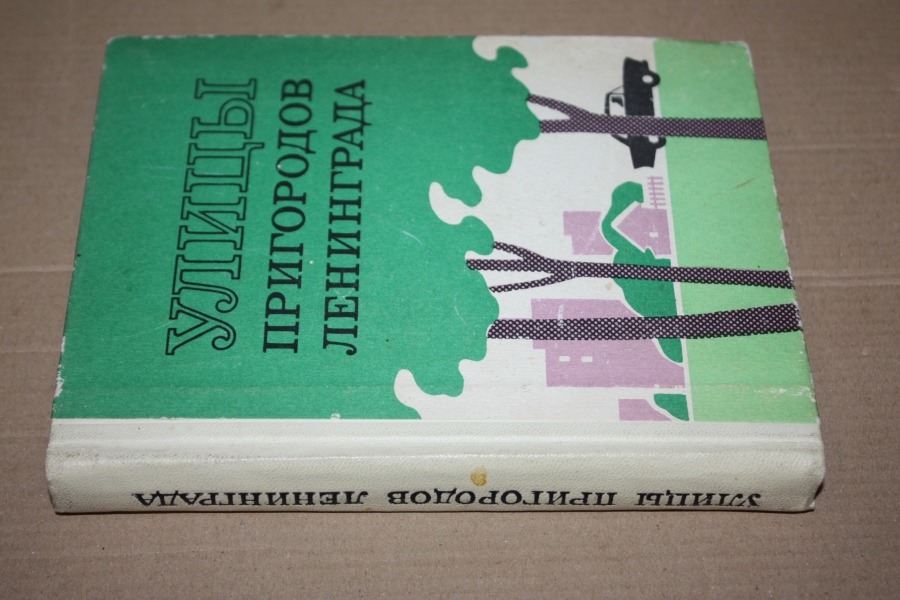 УЛИЦЫ
ПРИГОРОДОВ
ЛЕНИНГРАДА
УЛИЦЫ ПРИГОРОДОВ ЛЕНИНГРАДА